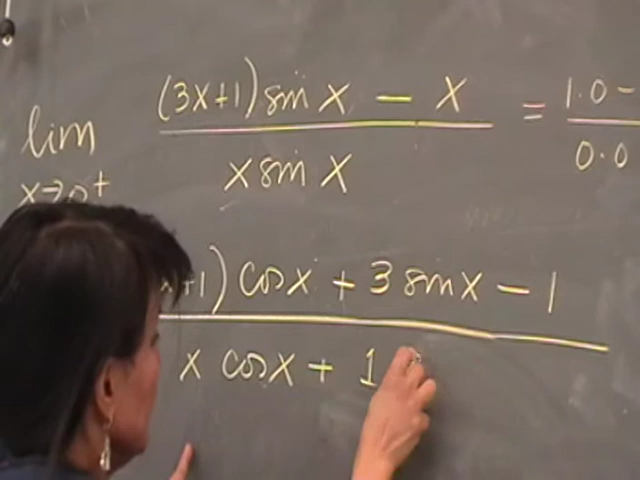 lim x→0+ (3x+1) sin x − x / x sin x = 1·0 − / 0·0
x+1) cos x + 3 sin x − 1 / x cos x + 1